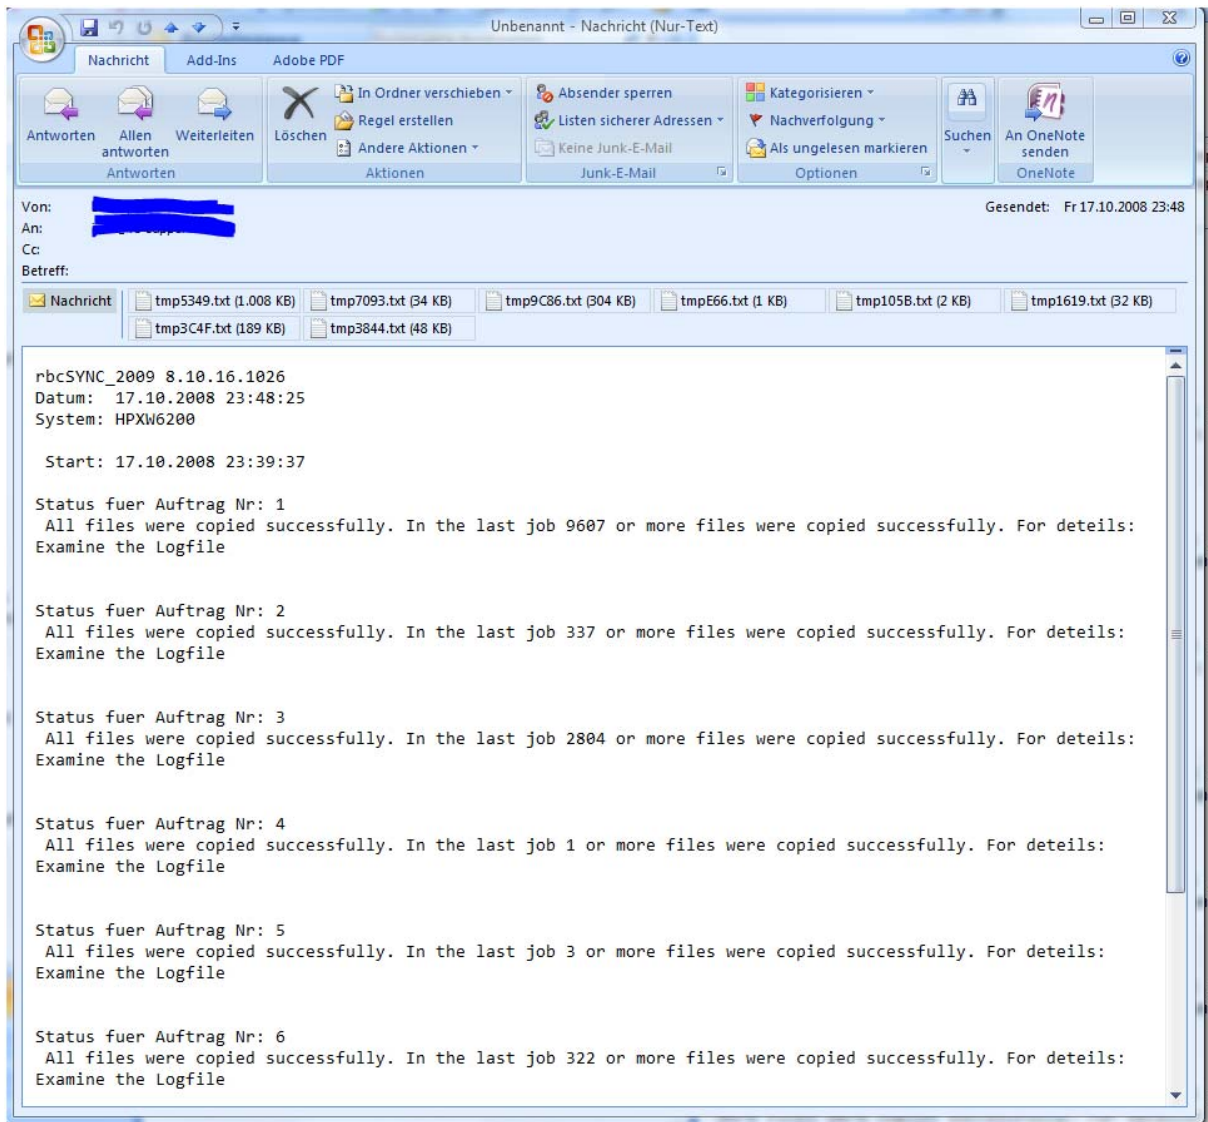 Unbenannt - Nachricht (Nur-Text)
Nachricht Add-Ins Adobe PDF
Antworten Allen antworten Weiterleiten
Antworten
Löschen In Ordner verschieben
Regel erstellen
Andere Aktionen
Aktionen
Absender sperren
Listen sicherer Adressen
Keine Junk-E-Mail
Junk-E-Mail
Kategorisieren
Nachverfolgung
Als ungelesen markieren
Optionen
Suchen
An OneNote senden
OneNote
Von: Gesendet: Fr 17.10.2008 23:48
An:
Cc:
Betreff:
Nachricht tmp5349.txt (1.008 KB) tmp7093.txt (34 KB) tmp9C86.txt (304 KB) tmpE66.txt (1 KB) tmp105B.txt (2 KB) tmp1619.txt (32 KB)
tmp3C4F.txt (189 KB) tmp3844.txt (48 KB)
rbcSYNC_2009 8.10.16.1026
Datum: 17.10.2008 23:48:25
System: HPXW6200
Start: 17.10.2008 23:39:37
Status fuer Auftrag Nr: 1
All files were copied successfully. In the last job 9607 or more files were copied successfully. For deteils:
Examine the Logfile
Status fuer Auftrag Nr: 2
All files were copied successfully. In the last job 337 or more files were copied successfully. For deteils:
Examine the Logfile
Status fuer Auftrag Nr: 3
All files were copied successfully. In the last job 2804 or more files were copied successfully. For deteils:
Examine the Logfile
Status fuer Auftrag Nr: 4
All files were copied successfully. In the last job 1 or more files were copied successfully. For deteils:
Examine the Logfile
Status fuer Auftrag Nr: 5
All files were copied successfully. In the last job 3 or more files were copied successfully. For deteils:
Examine the Logfile
Status fuer Auftrag Nr: 6
All files were copied successfully. In the last job 322 or more files were copied successfully. For deteils:
Examine the Logfile